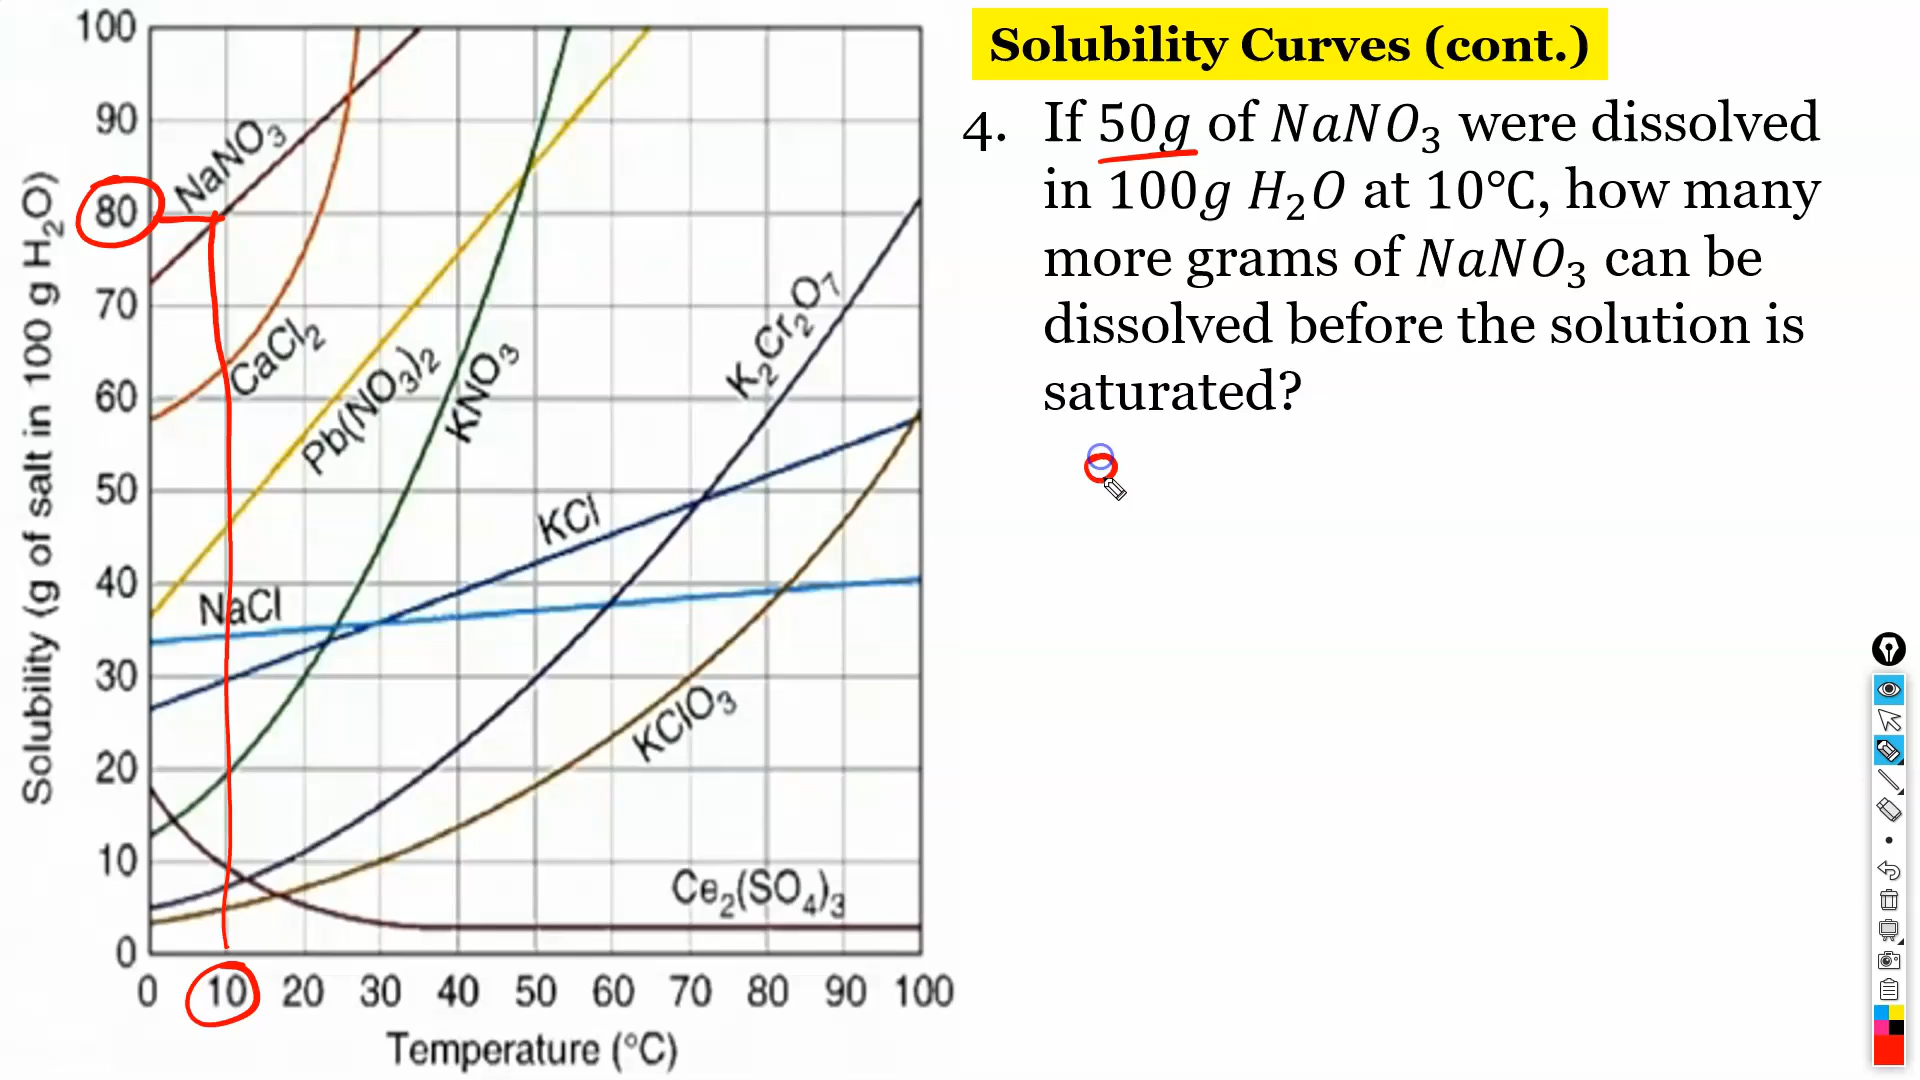 Solubility Curves (cont.)
4. If 50g of NaNO₃ were dissolved
in 100g H₂O at 10°C, how many
more grams of NaNO₃ can be
dissolved before the solution is
saturated?
Solubility (g of salt in 100 g H₂O)
100
90
80
70
60
50
40
30
20
10
0
NaNO₃
CaCl₂
Pb(NO₃)₂
KNO₃
K₂Cr₂O₇
KCl
NaCl
KClO₃
Ce₂(SO₄)₃
0 10 20 30 40 50 60 70 80 90 100
Temperature (°C)